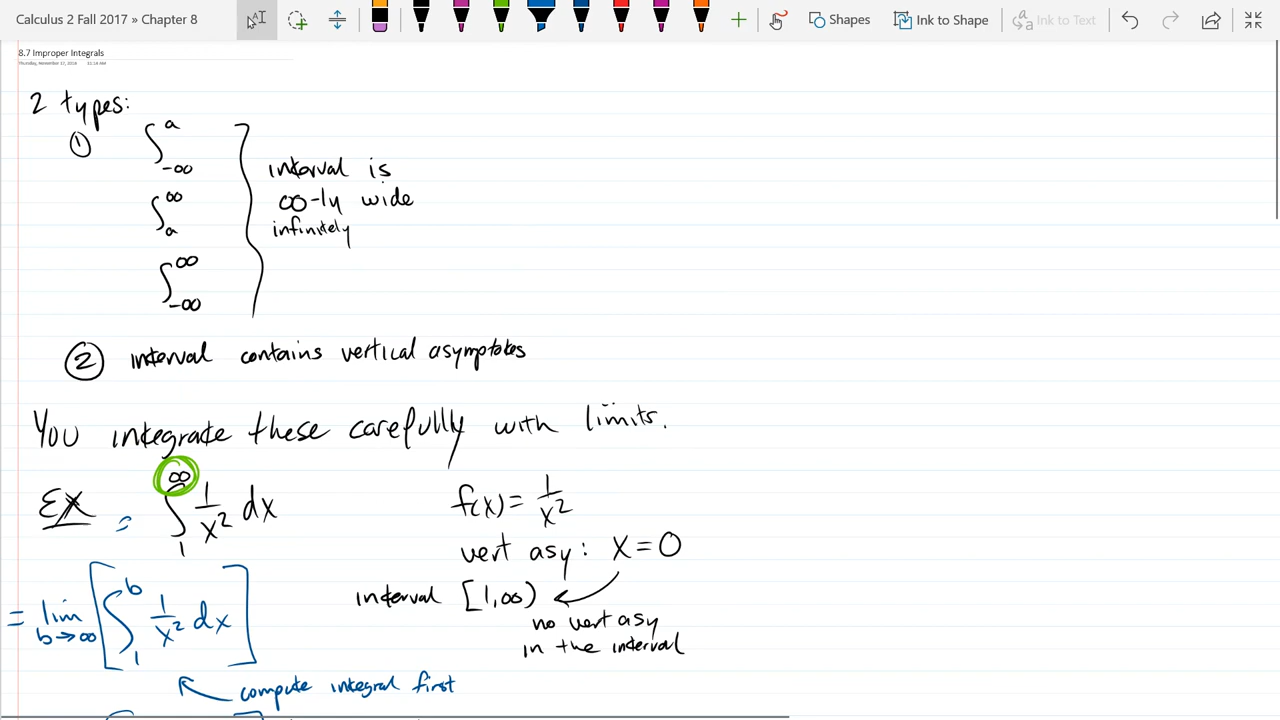 Calculus 2 Fall 2017 » Chapter 8
Shapes
Ink to Shape
Ink to Text
8.7 Improper Integrals
11:14 AM
2 types:
① ∫_{-∞}^{a}
∫_{a}^{∞}
∫_{-∞}^{∞}
interval is
∞-ly wide
infinitely
② interval contains vertical asymptotes
You integrate these carefully with limits.
EX = ∫_{1}^{∞} 1/x² dx
f(x) = 1/x²
vert asy: x = 0
interval [1,∞)
no vert asy
in the interval
= lim_{b→∞} [∫_{1}^{b} 1/x² dx]
compute integral first